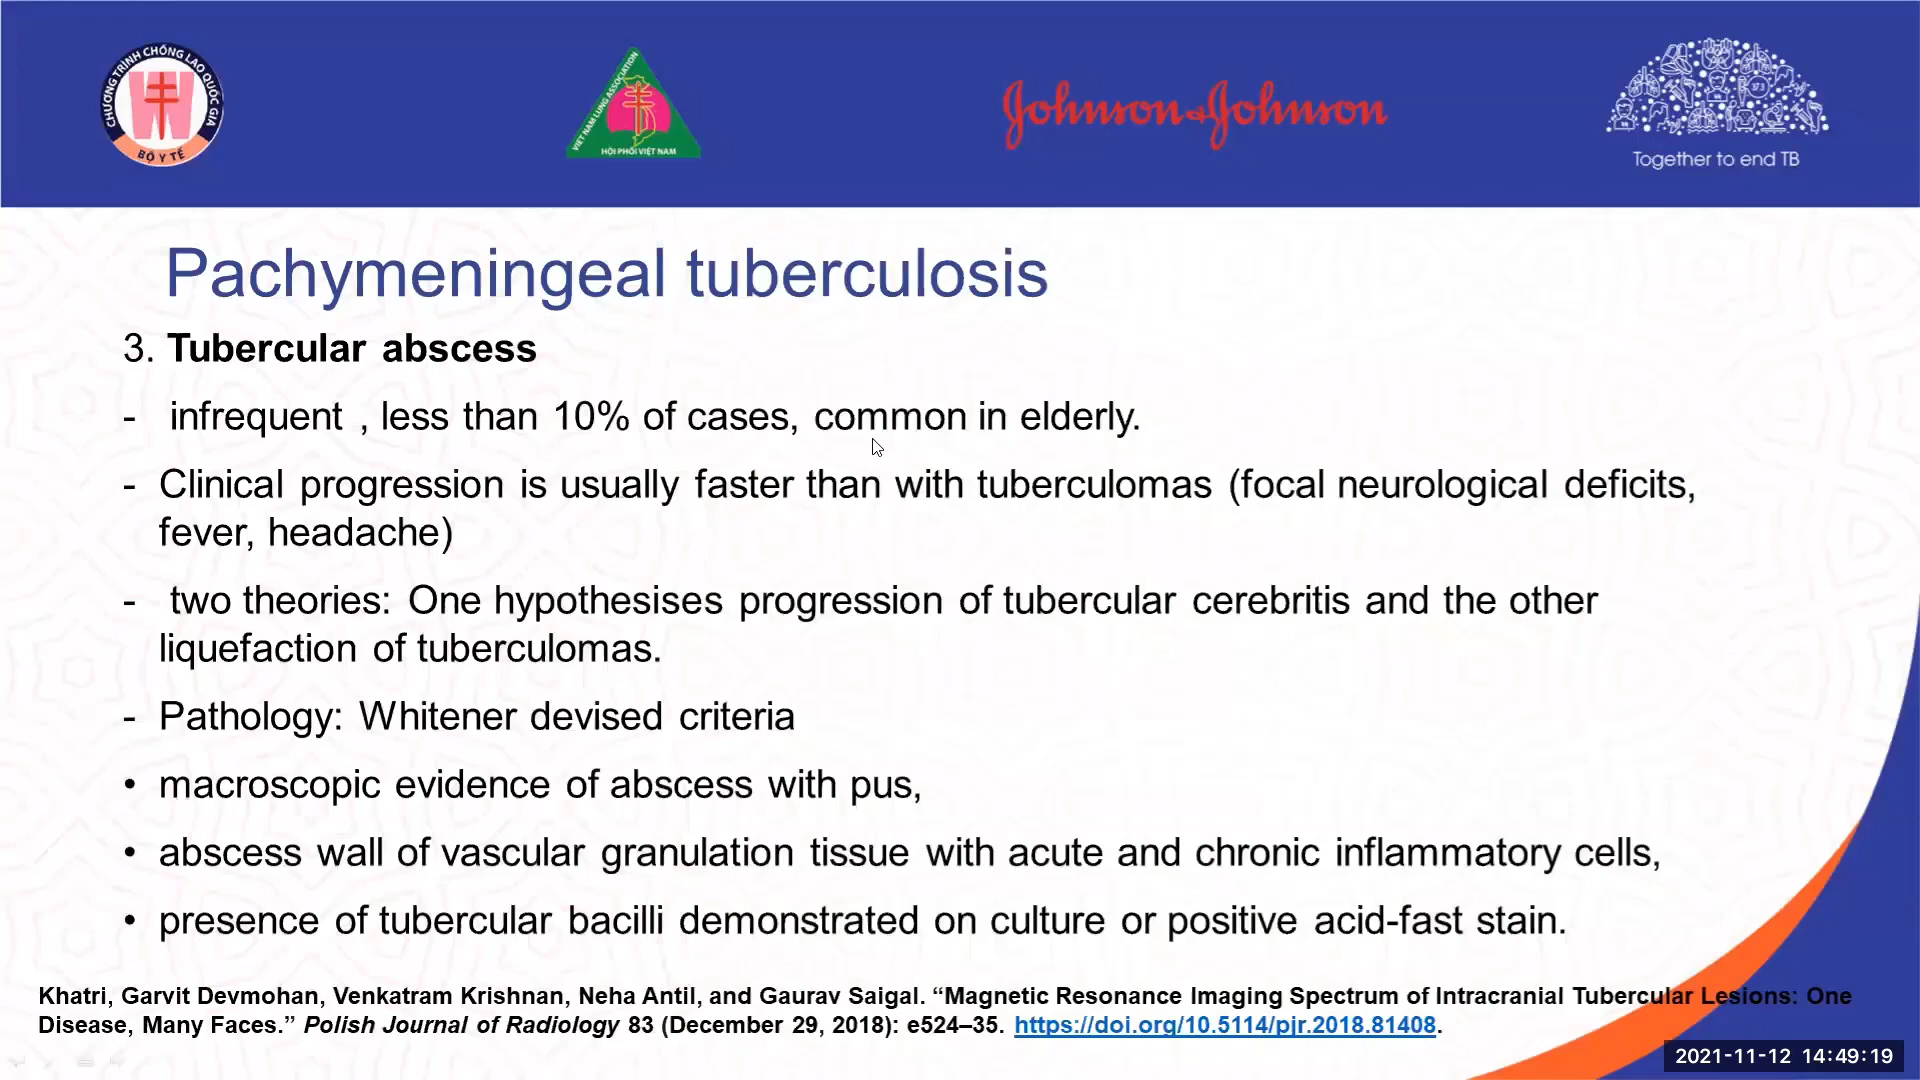 CHƯƠNG TRÌNH CHỐNG LAO QUỐC GIA
BỘ Y TẾ
VIET NAM LUNG ASSOCIATION
HỘI PHỔI VIỆT NAM
Johnson & Johnson
Together to end TB
Pachymeningeal tuberculosis
3. Tubercular abscess
- infrequent , less than 10% of cases, common in elderly.
- Clinical progression is usually faster than with tuberculomas (focal neurological deficits,
fever, headache)
- two theories: One hypothesises progression of tubercular cerebritis and the other
liquefaction of tuberculomas.
- Pathology: Whitener devised criteria
• macroscopic evidence of abscess with pus,
• abscess wall of vascular granulation tissue with acute and chronic inflammatory cells,
• presence of tubercular bacilli demonstrated on culture or positive acid-fast stain.
Khatri, Garvit Devmohan, Venkatram Krishnan, Neha Antil, and Gaurav Saigal. “Magnetic Resonance Imaging Spectrum of Intracranial Tubercular Lesions: One
Disease, Many Faces.” Polish Journal of Radiology 83 (December 29, 2018): e524–35. https://doi.org/10.5114/pjr.2018.81408.
2021-11-12 14:49:19